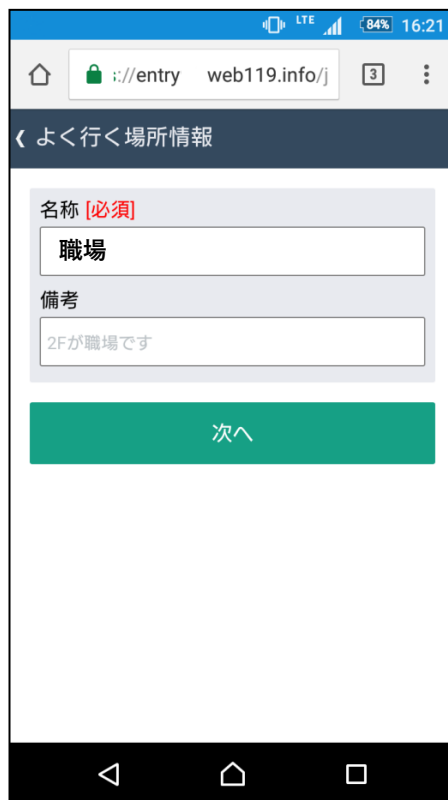 LTE 84% 16:21
://entry web119.info/j 3
よく行く場所情報
名称 [必須]
職場
備考
2Fが職場です
次へ